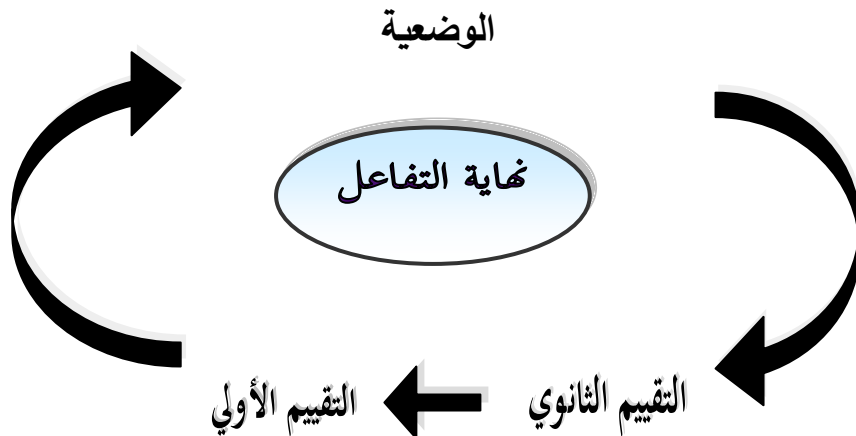 الوضعية
نهاية التفاعل
التقييم الثانوي
التقييم الأولي